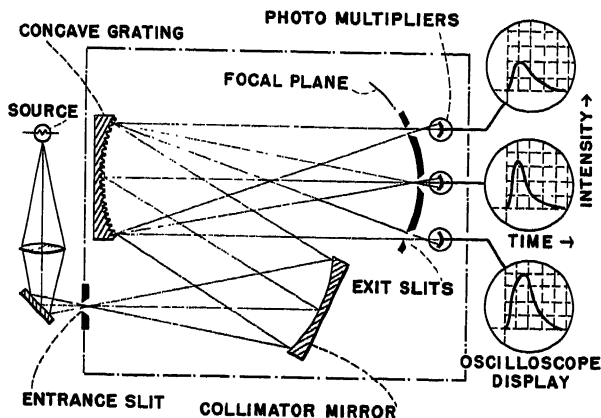 PHOTO MULTIPLIERS
CONCAVE GRATING
FOCAL PLANE
SOURCE
INTENSITY→
TIME →
EXIT SLITS
OSCILLOSCOPE
DISPLAY
ENTRANCE SLIT
COLLIMATOR MIRROR